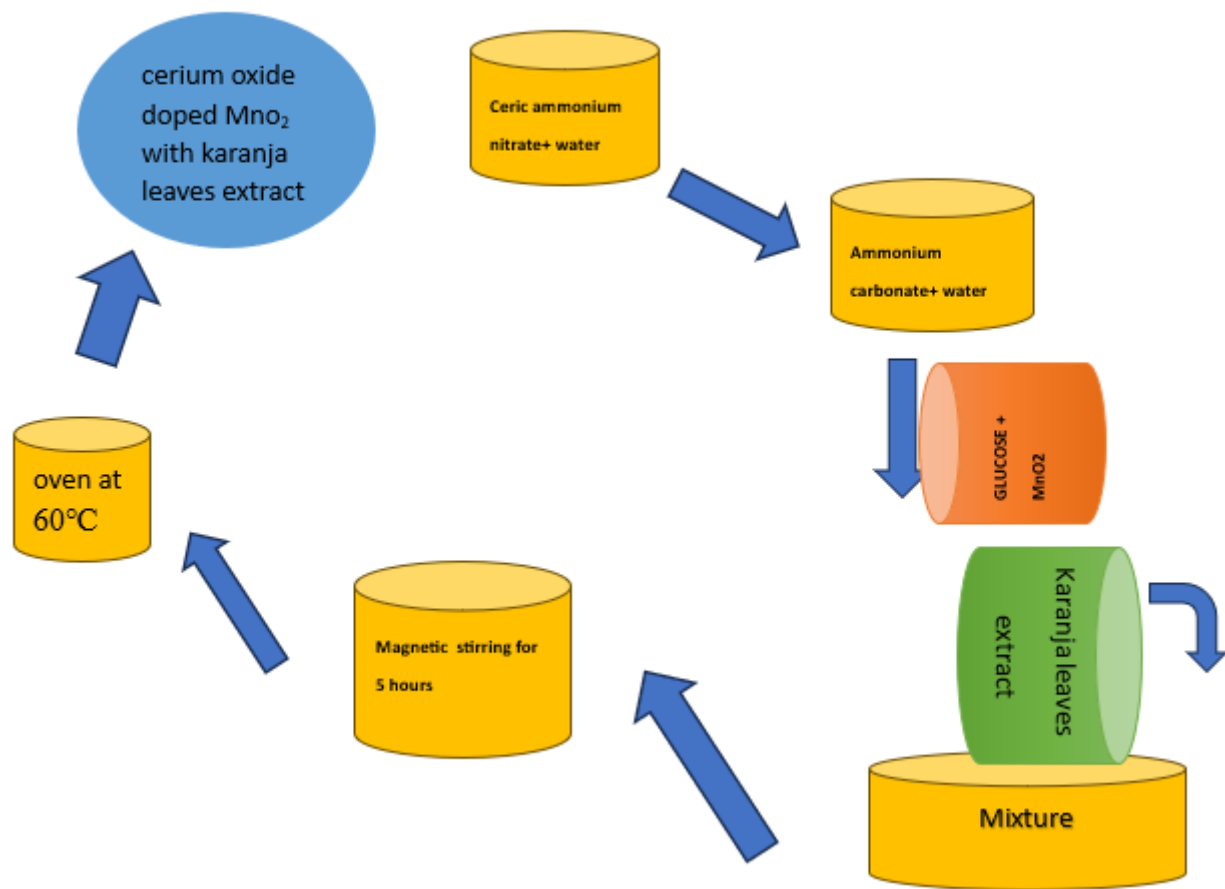 Ceric ammonium
nitrate+ water
Ammonium
carbonate+ water
GLUCOSE +
MnO2
Karanja leaves
extract
Mixture
Magnetic stirring for
5 hours
oven at
60℃
cerium oxide
doped Mno₂
with karanja
leaves extract